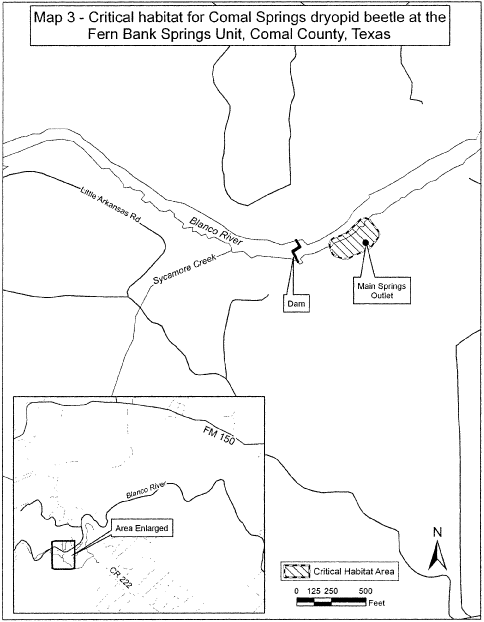 Map 3 - Critical habitat for Comal Springs dryopid beetle at the
Fern Bank Springs Unit, Comal County, Texas
Little Arkansas Rd
Blanco River
Sycamore Creek
Dam
Main Springs
Outlet
FM 150
Blanco River
Area Enlarged
CR 222
N
Critical Habitat Area
0 125 250 500
Feet